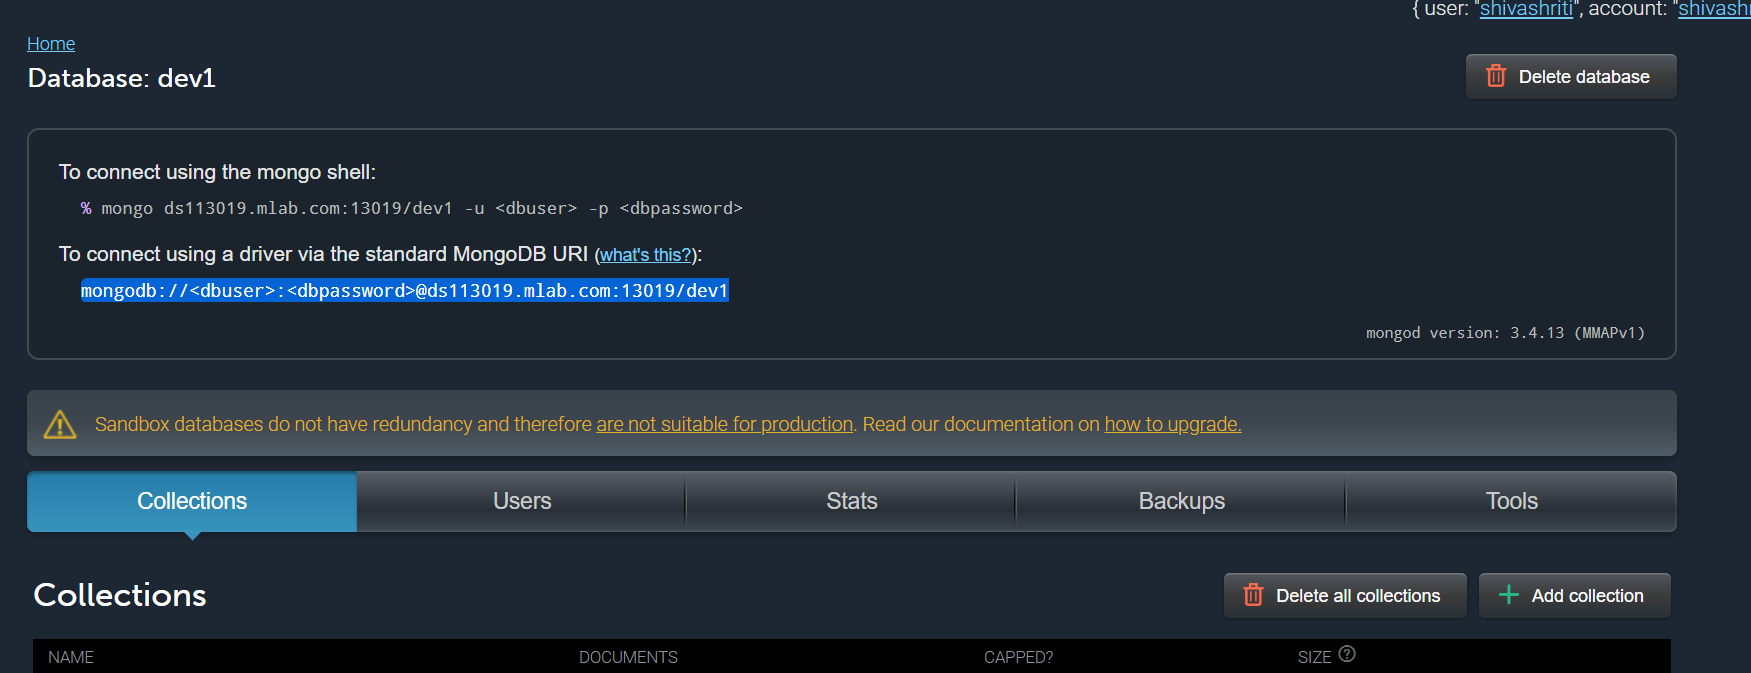 { user: "shivashriti", account: "shivashr
Home
Database: dev1
Delete database
To connect using the mongo shell:
% mongo ds113019.mlab.com:13019/dev1 -u <dbuser> -p <dbpassword>
To connect using a driver via the standard MongoDB URI (what's this?):
mongodb://<dbuser>:<dbpassword>@ds113019.mlab.com:13019/dev1
mongod version: 3.4.13 (MMAPv1)
Sandbox databases do not have redundancy and therefore are not suitable for production. Read our documentation on how to upgrade.
Collections Users Stats Backups Tools
Collections
Delete all collections
Add collection
NAME DOCUMENTS CAPPED? SIZE ?